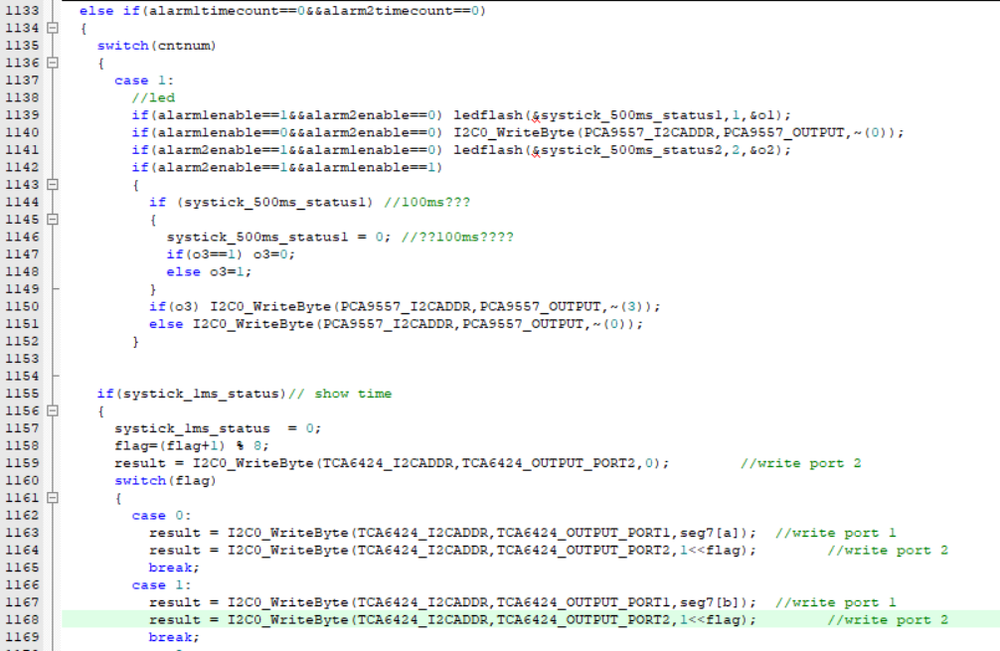 1133 else if(alarm1timecount==0&&alarm2timecount==0)
1134 {
1135 switch(cntnum)
1136 {
1137 case 1:
1138 //led
1139 if(alarm1enable==1&&alarm2enable==0) ledflash(&systick_500ms_status1,1,&o1);
1140 if(alarm1enable==0&&alarm2enable==0) I2C0_WriteByte(PCA9557_I2CADDR,PCA9557_OUTPUT,~(0));
1141 if(alarm2enable==1&&alarm1enable==0) ledflash(&systick_500ms_status2,2,&o2);
1142 if(alarm2enable==1&&alarm1enable==1)
1143 {
1144 if (systick_500ms_status1) //100ms???
1145 {
1146 systick_500ms_status1 = 0; //??100ms????
1147 if(o3==1) o3=0;
1148 else o3=1;
1149 }
1150 if(o3) I2C0_WriteByte(PCA9557_I2CADDR,PCA9557_OUTPUT,~(3));
1151 else I2C0_WriteByte(PCA9557_I2CADDR,PCA9557_OUTPUT,~(0));
1152 }
1153
1154
1155 if(systick_1ms_status)// show time
1156 {
1157 systick_1ms_status  = 0;
1158 flag=(flag+1) % 8;
1159 result = I2C0_WriteByte(TCA6424_I2CADDR,TCA6424_OUTPUT_PORT2,0); //write port 2
1160 switch(flag)
1161 {
1162 case 0:
1163 result = I2C0_WriteByte(TCA6424_I2CADDR,TCA6424_OUTPUT_PORT1,seg7[a]); //write port 1
1164 result = I2C0_WriteByte(TCA6424_I2CADDR,TCA6424_OUTPUT_PORT2,1<<flag); //write port 2
1165 break;
1166 case 1:
1167 result = I2C0_WriteByte(TCA6424_I2CADDR,TCA6424_OUTPUT_PORT1,seg7[b]); //write port 1
1168 result = I2C0_WriteByte(TCA6424_I2CADDR,TCA6424_OUTPUT_PORT2,1<<flag); //write port 2
1169 break;